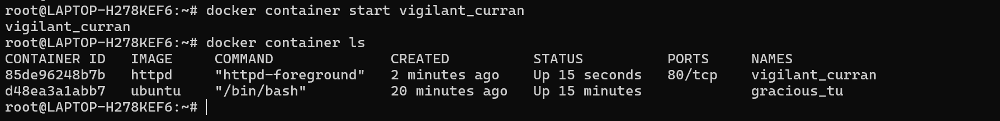 root@LAPTOP-H278KEF6:~# docker container start vigilant_curran
vigilant_curran
root@LAPTOP-H278KEF6:~# docker container ls
CONTAINER ID   IMAGE     COMMAND              CREATED          STATUS          PORTS     NAMES
85de96248b7b   httpd     "httpd-foreground"   2 minutes ago    Up 15 seconds   80/tcp    vigilant_curran
d48ea3a1abb7   ubuntu    "/bin/bash"          20 minutes ago   Up 15 minutes             gracious_tu
root@LAPTOP-H278KEF6:~#